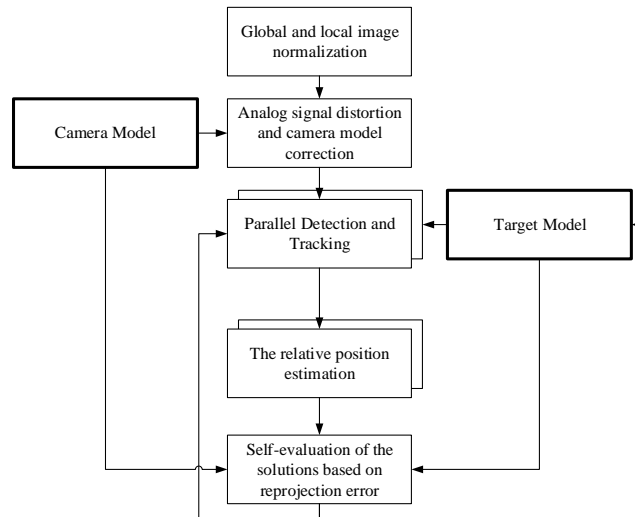 Global and local image
normalization
Analog signal distortion
and camera model
correction
Camera Model
Parallel Detection and
Tracking
Target Model
The relative position
estimation
Self-evaluation of the
solutions based on
reprojection error